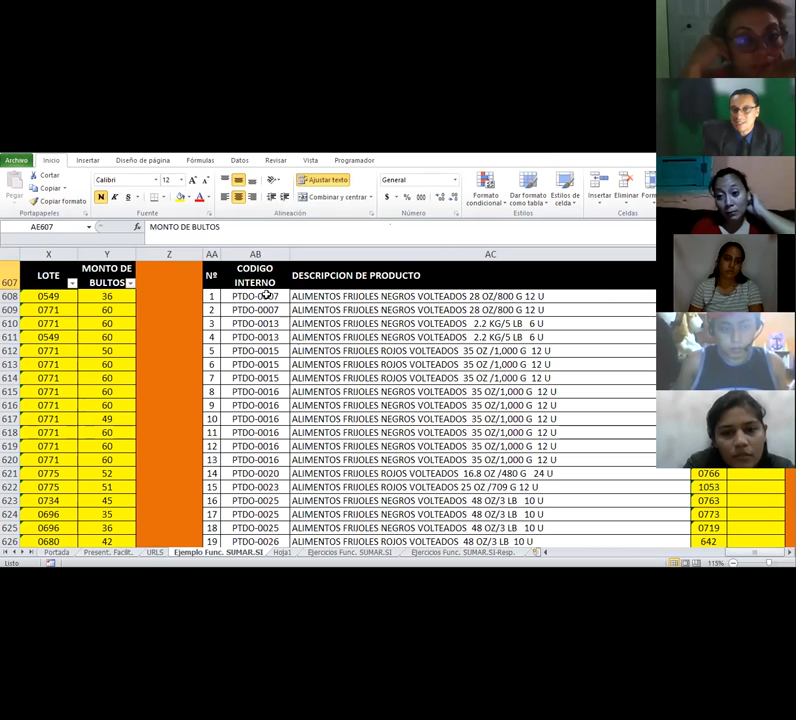 Archivo Inicio Insertar Diseño de página Fórmulas Datos Revisar Vista Programador
Cortar
Copiar
Copiar formato
Pegar
Portapapeles
Calibri 12
N K S
Fuente
Ajustar texto
Combinar y centrar
Alineación
General
$ % 000
Número
Formato condicional
Dar formato como tabla
Estilos de celda
Estilos
Insertar Eliminar
Celdas
AE607 fx MONTO DE BULTOS
X Y Z AA AB AC
607 LOTE MONTO DE BULTOS Nº CODIGO INTERNO DESCRIPCION DE PRODUCTO
608 0549 36 1 PTDO-0007 ALIMENTOS FRIJOLES NEGROS VOLTEADOS 28 OZ/800 G 12 U
609 0771 60 2 PTDO-0007 ALIMENTOS FRIJOLES NEGROS VOLTEADOS 28 OZ/800 G 12 U
610 0771 60 3 PTDO-0013 ALIMENTOS FRIJOLES NEGROS VOLTEADOS 2.2 KG/5 LB 6 U
611 0549 60 4 PTDO-0013 ALIMENTOS FRIJOLES NEGROS VOLTEADOS 2.2 KG/5 LB 6 U
612 0771 50 5 PTDO-0015 ALIMENTOS FRIJOLES ROJOS VOLTEADOS 35 OZ /1,000 G 12 U
613 0771 60 6 PTDO-0015 ALIMENTOS FRIJOLES ROJOS VOLTEADOS 35 OZ /1,000 G 12 U
614 0771 60 7 PTDO-0015 ALIMENTOS FRIJOLES ROJOS VOLTEADOS 35 OZ /1,000 G 12 U
615 0771 60 8 PTDO-0016 ALIMENTOS FRIJOLES NEGROS VOLTEADOS 35 OZ/1,000 G 12 U
616 0771 60 9 PTDO-0016 ALIMENTOS FRIJOLES NEGROS VOLTEADOS 35 OZ/1,000 G 12 U
617 0771 49 10 PTDO-0016 ALIMENTOS FRIJOLES NEGROS VOLTEADOS 35 OZ/1,000 G 12 U
618 0771 60 11 PTDO-0016 ALIMENTOS FRIJOLES NEGROS VOLTEADOS 35 OZ/1,000 G 12 U
619 0771 60 12 PTDO-0016 ALIMENTOS FRIJOLES NEGROS VOLTEADOS 35 OZ/1,000 G 12 U
620 0771 60 13 PTDO-0016 ALIMENTOS FRIJOLES NEGROS VOLTEADOS 35 OZ/1,000 G 12 U
621 0775 52 14 PTDO-0020 ALIMENTOS FRIJOLES ROJOS VOLTEADOS 16.8 OZ /480 G 24 U 0766
622 0775 51 15 PTDO-0023 ALIMENTOS FRIJOLES ROJOS VOLTEADOS 25 OZ/709 G 12 U 1053
623 0734 45 16 PTDO-0025 ALIMENTOS FRIJOLES NEGROS VOLTEADOS 48 OZ/3 LB 10 U 0763
624 0696 35 17 PTDO-0025 ALIMENTOS FRIJOLES NEGROS VOLTEADOS 48 OZ/3 LB 10 U 0773
625 0696 36 18 PTDO-0025 ALIMENTOS FRIJOLES NEGROS VOLTEADOS 48 OZ/3 LB 10 U 0719
626 0680 42 19 PTDO-0026 ALIMENTOS FRIJOLES ROJOS VOLTEADOS 48 OZ/3 LB 10 U 642
Portada Present. Facilit. URLS Ejemplo Func. SUMAR.SI Hoja1 Ejercicios Func. SUMAR.SI Ejercicios Func. SUMAR.SI-Resp.
Listo 115%